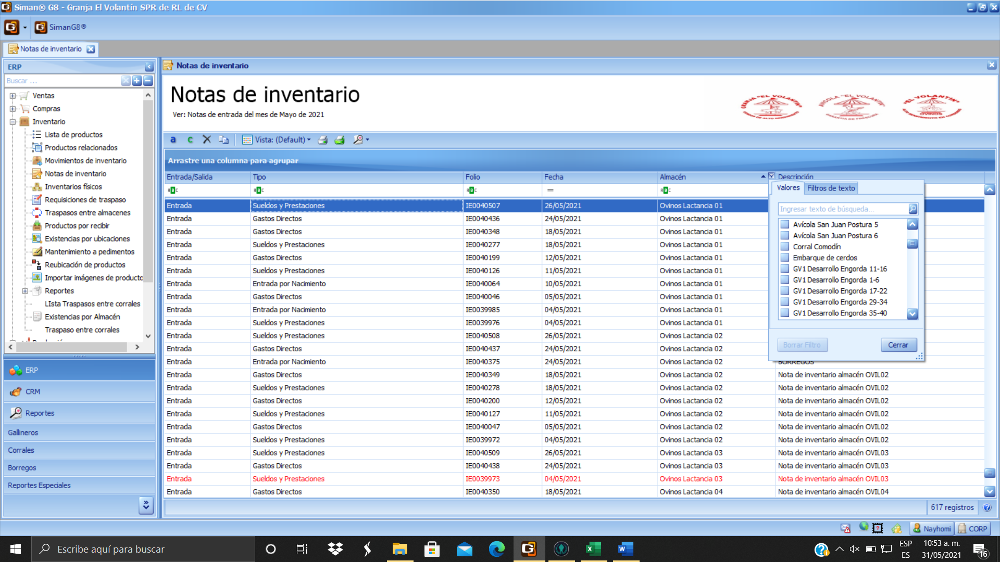 Siman® G8 - Granja El Volantín SPR de RL de CV
SimanG8®
Notas de inventario
ERP
Buscar ...
Ventas
Compras
Inventario
Lista de productos
Productos relacionados
Movimientos de inventario
Notas de inventario
Inventarios físicos
Requisiciones de traspaso
Traspasos entre almacenes
Productos por recibir
Existencias por ubicaciones
Mantenimiento a pedimentos
Reubicación de productos
Importar imágenes de producto
Reportes
LIsta Traspasos entre corrales
Existencias por Almacén
Traspaso entre corrales
ERP
CRM
Reportes
Gallineros
Corrales
Borregos
Reportes Especiales
Notas de inventario
Notas de inventario
Ver: Notas de entrada del mes de Mayo de 2021
GRANJA "EL VOLANTIN"
AVICOLA "EL VOLANTIN"
"EL VOLANTIN"
OVINOS
a c Vista: (Default)
Arrastre una columna para agrupar
Entrada/Salida Tipo Folio Fecha Almacén Descripción
ABC ABC ABC = ABC
Entrada Sueldos y Prestaciones IE0040507 26/05/2021 Ovinos Lactancia 01
Entrada Gastos Directos IE0040436 24/05/2021 Ovinos Lactancia 01
Entrada Gastos Directos IE0040348 18/05/2021 Ovinos Lactancia 01
Entrada Sueldos y Prestaciones IE0040277 18/05/2021 Ovinos Lactancia 01
Entrada Gastos Directos IE0040199 12/05/2021 Ovinos Lactancia 01
Entrada Sueldos y Prestaciones IE0040126 11/05/2021 Ovinos Lactancia 01
Entrada Entrada por Nacimiento IE0040064 10/05/2021 Ovinos Lactancia 01
Entrada Gastos Directos IE0040046 05/05/2021 Ovinos Lactancia 01
Entrada Entrada por Nacimiento IE0039985 04/05/2021 Ovinos Lactancia 01
Entrada Sueldos y Prestaciones IE0039976 04/05/2021 Ovinos Lactancia 01
Entrada Sueldos y Prestaciones IE0040508 26/05/2021 Ovinos Lactancia 02
Entrada Gastos Directos IE0040437 24/05/2021 Ovinos Lactancia 02
Entrada Entrada por Nacimiento IE0040375 24/05/2021 Ovinos Lactancia 02 BORREGOS
Entrada Gastos Directos IE0040349 18/05/2021 Ovinos Lactancia 02 Nota de inventario almacén OVIL02
Entrada Sueldos y Prestaciones IE0040278 18/05/2021 Ovinos Lactancia 02 Nota de inventario almacén OVIL02
Entrada Gastos Directos IE0040200 12/05/2021 Ovinos Lactancia 02 Nota de inventario almacén OVIL02
Entrada Sueldos y Prestaciones IE0040127 11/05/2021 Ovinos Lactancia 02 Nota de inventario almacén OVIL02
Entrada Gastos Directos IE0040047 05/05/2021 Ovinos Lactancia 02 Nota de inventario almacén OVIL02
Entrada Sueldos y Prestaciones IE0039972 04/05/2021 Ovinos Lactancia 02 Nota de inventario almacén OVIL02
Entrada Sueldos y Prestaciones IE0040509 26/05/2021 Ovinos Lactancia 03 Nota de inventario almacén OVIL03
Entrada Gastos Directos IE0040438 24/05/2021 Ovinos Lactancia 03 Nota de inventario almacén OVIL03
Entrada Sueldos y Prestaciones IE0039973 04/05/2021 Ovinos Lactancia 03 Nota de inventario almacén OVIL03
Entrada Gastos Directos IE0040350 18/05/2021 Ovinos Lactancia 04 Nota de inventario almacén OVIL04
Valores Filtros de texto
Ingresar texto de búsqueda...
Avícola San Juan Postura 5
Avícola San Juan Postura 6
Corral Comodín
Embarque de cerdos
GV1 Desarrollo Engorda 11-16
GV1 Desarrollo Engorda 1-6
GV1 Desarrollo Engorda 17-22
GV1 Desarrollo Engorda 29-34
GV1 Desarrollo Engorda 35-40
Borrar Filtro Cerrar
617 registros
Nayhomi CORP
Escribe aquí para buscar
ESP
ES
10:53 a. m.
31/05/2021
16